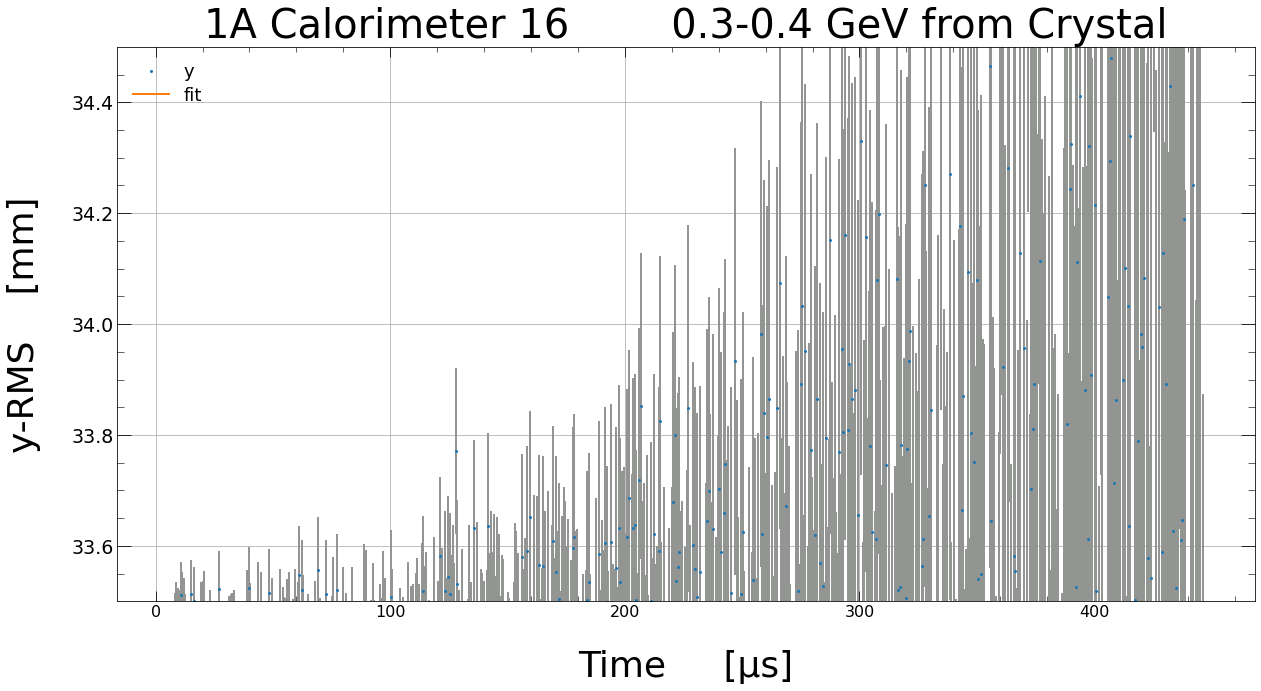 1A Calorimeter 16 0.3-0.4 GeV from Crystal
y
fit
34.4
34.2
34.0
33.8
33.6
y-RMS [mm]
0 100 200 300 400
Time [μs]